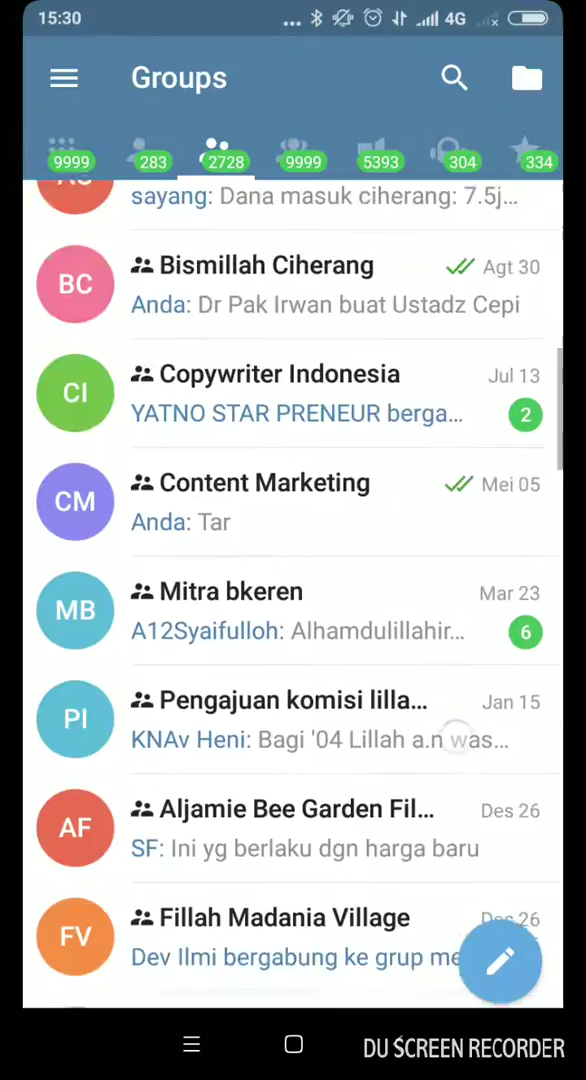 15:30
4G
Groups
9999
283
2728
9999
5393
304
334
sayang: Dana masuk ciherang: 7.5j...
BC
Bismillah Ciherang
Agt 30
Anda: Dr Pak Irwan buat Ustadz Cepi
CI
Copywriter Indonesia
Jul 13
YATNO STAR PRENEUR berga...
2
CM
Content Marketing
Mei 05
Anda: Tar
MB
Mitra bkeren
Mar 23
A12Syaifulloh: Alhamdulillahir...
6
PI
Pengajuan komisi lilla...
Jan 15
KNAv Heni: Bagi '04 Lillah a.n was...
AF
Aljamie Bee Garden Fil...
Des 26
SF: Ini yg berlaku dgn harga baru
FV
Fillah Madania Village
Des 26
Dev Ilmi bergabung ke grup me
DU SCREEN RECORDER